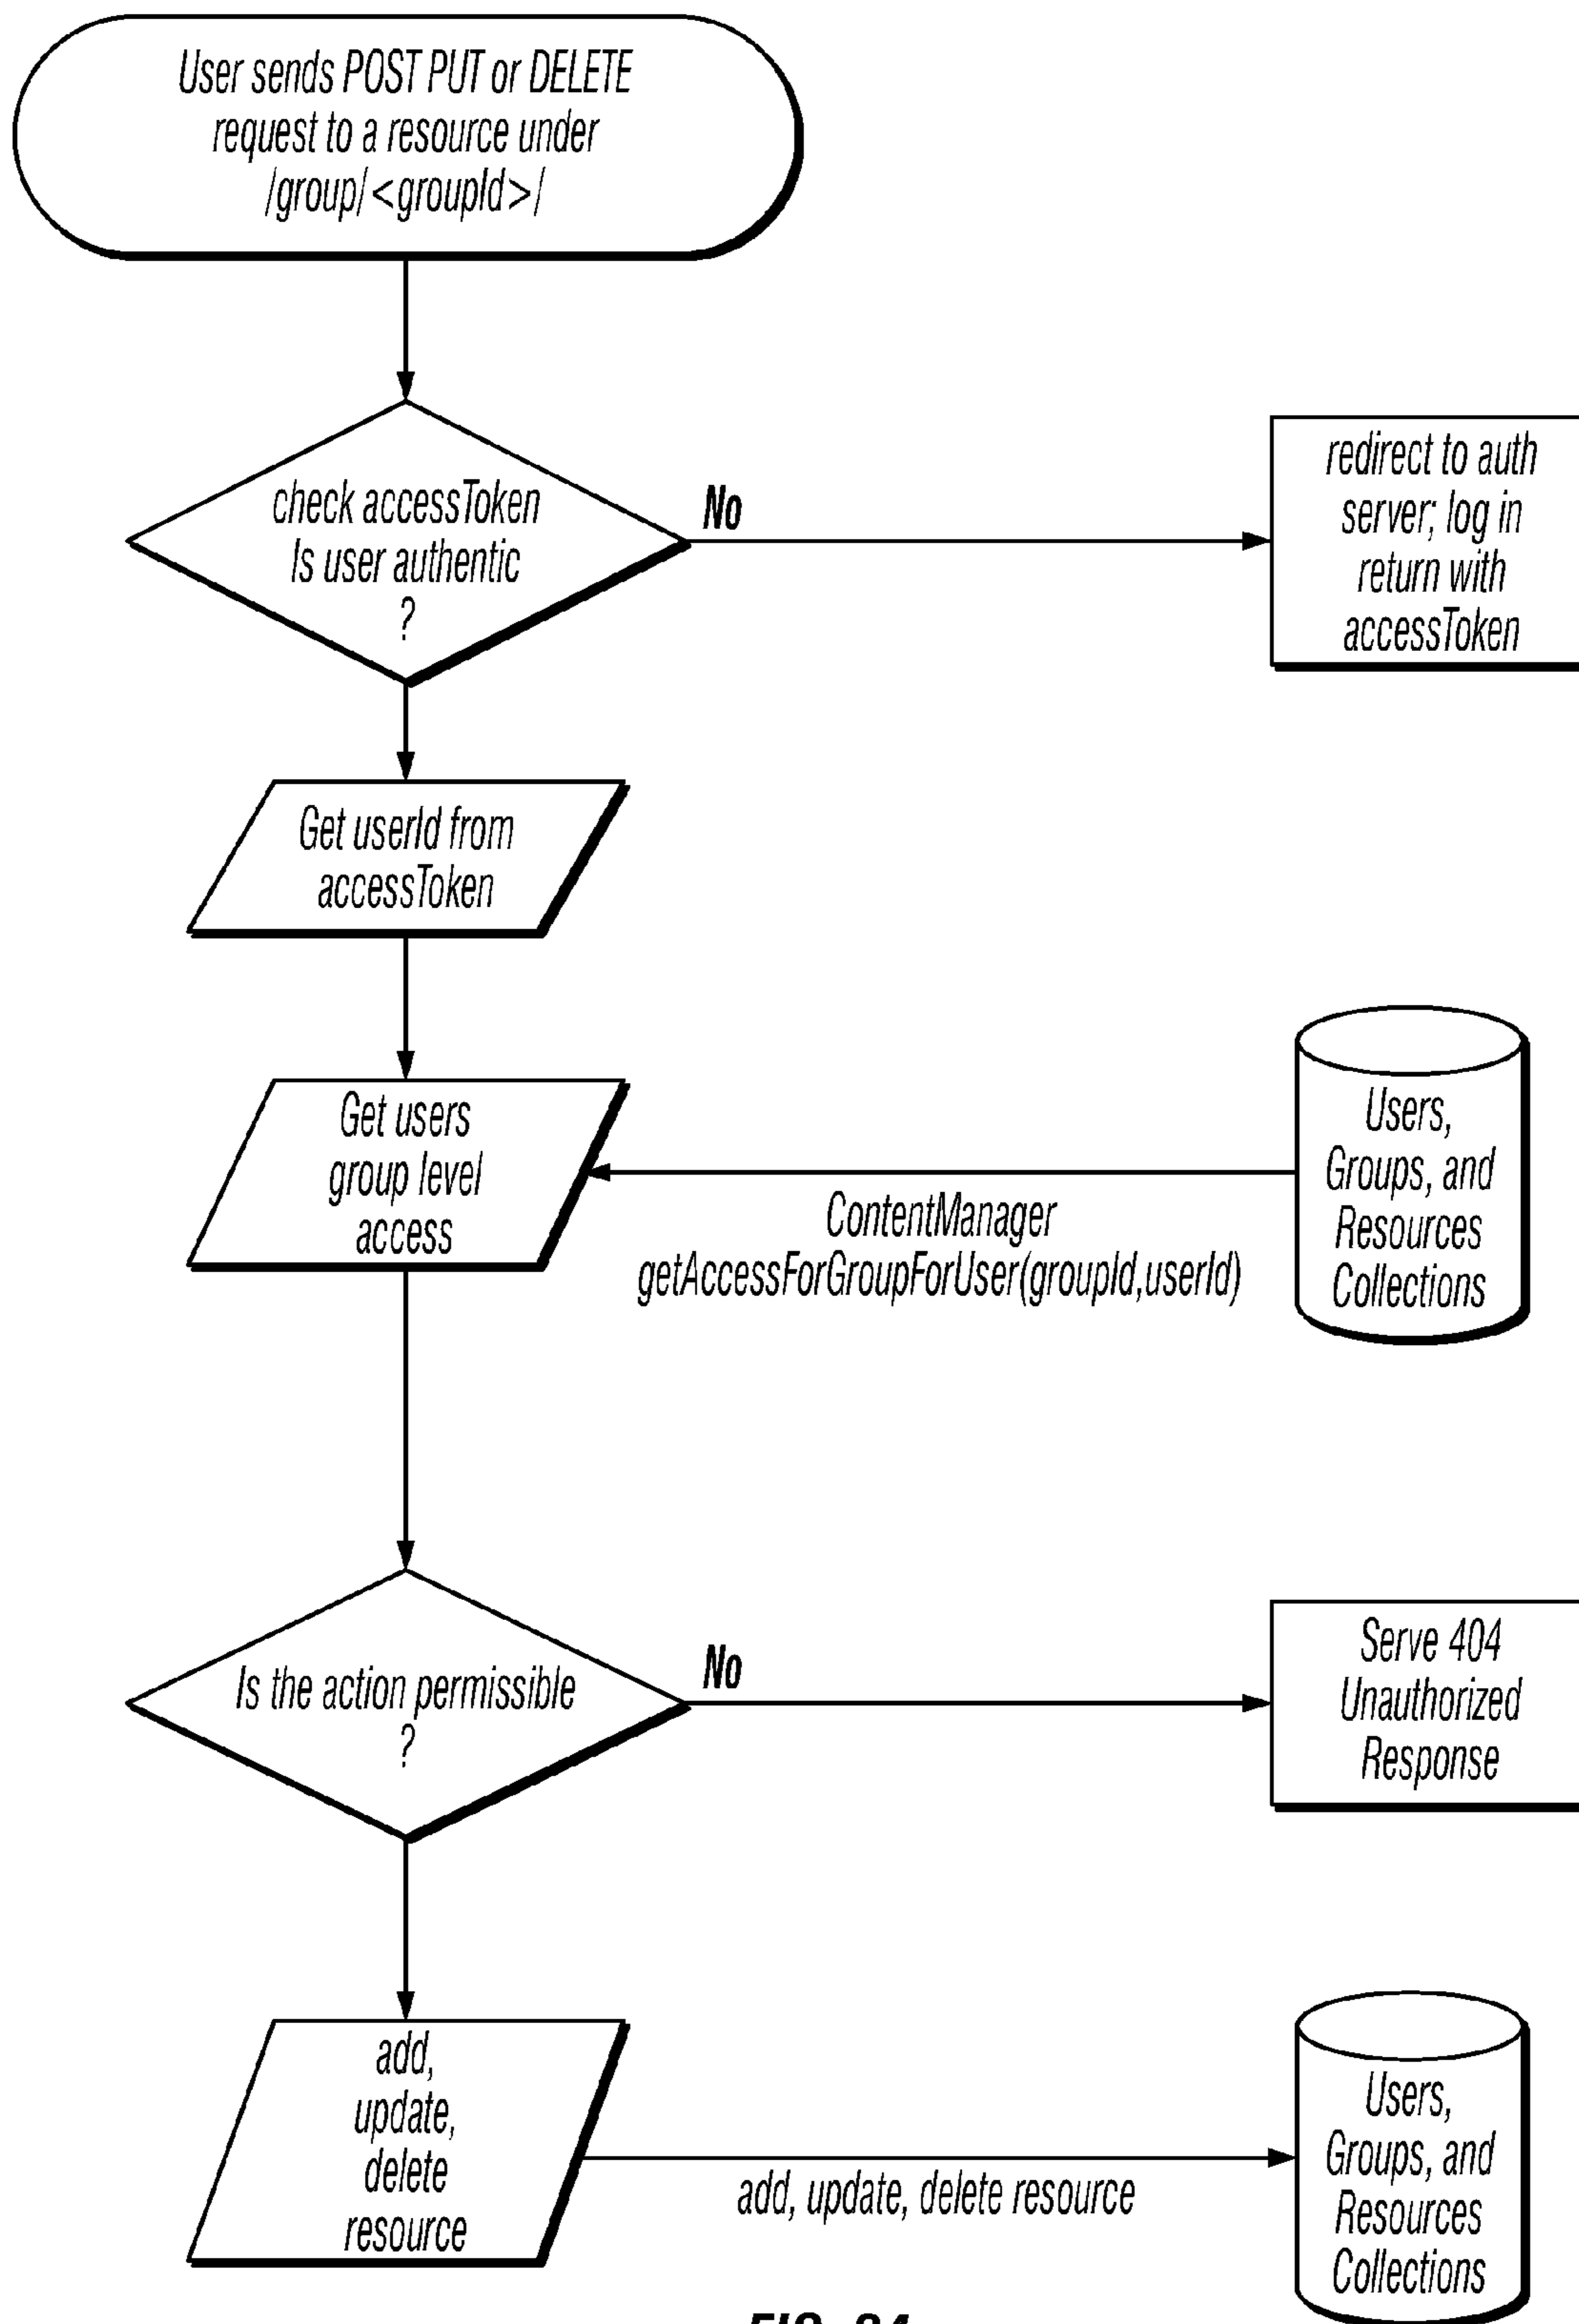 User sends POST PUT or DELETE
request to a resource under
/group/<groupId>/
check accessToken
Is user authentic
?
No
redirect to auth
server; log in
return with
accessToken
Get userId from
accessToken
Get users
group level
access
ContentManager
getAccessForGroupForUser(groupId,userId)
Users,
Groups, and
Resources
Collections
Is the action permissible
?
No
Serve 404
Unauthorized
Response
add,
update,
delete
resource
add, update, delete resource
Users,
Groups, and
Resources
Collections